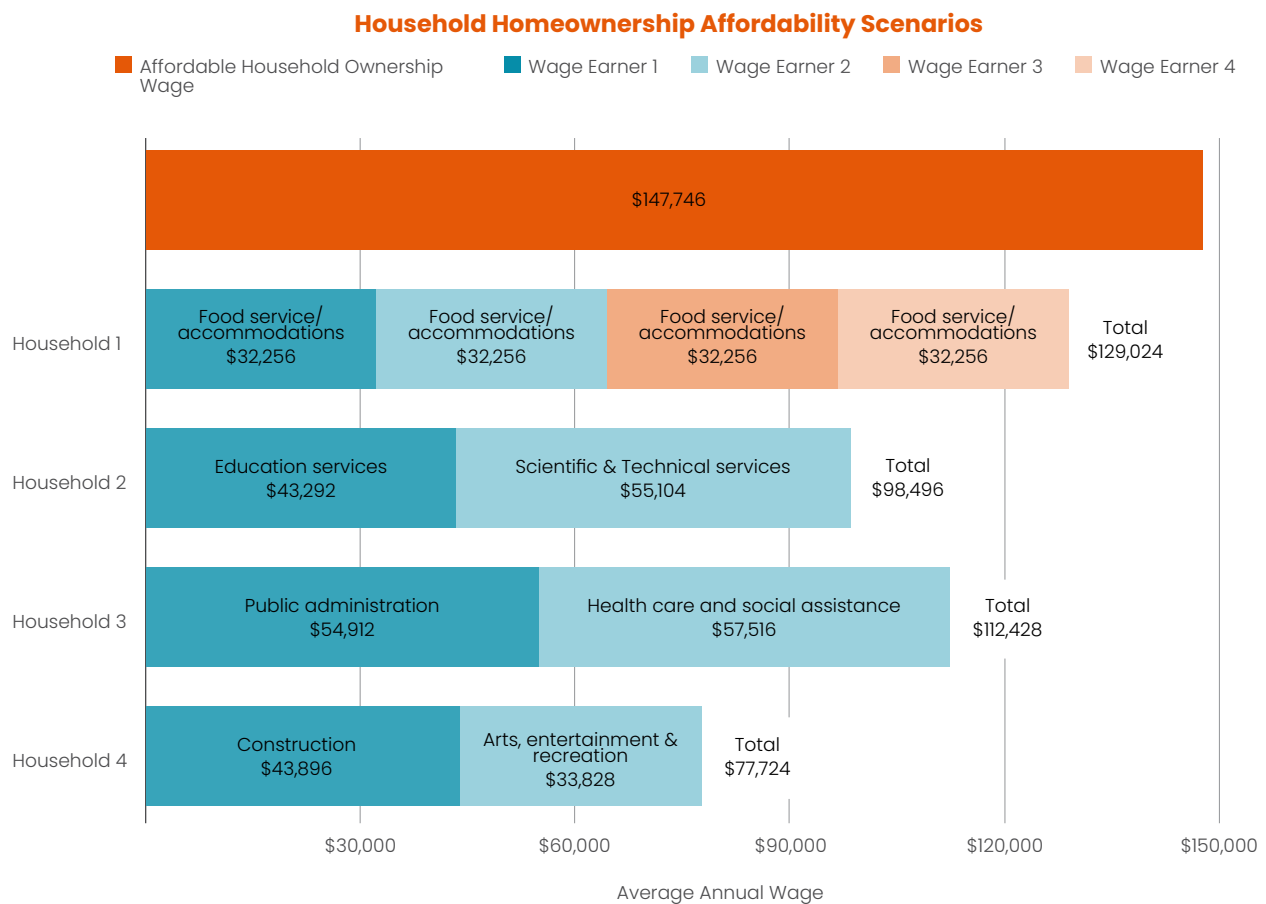 Household Homeownership Affordability Scenarios
Affordable Household Ownership
Wage
Wage Earner 1
Wage Earner 2
Wage Earner 3
Wage Earner 4
$147,746
Household 1
Food service/
accommodations
$32,256
Food service/
accommodations
$32,256
Food service/
accommodations
$32,256
Food service/
accommodations
$32,256
Total
$129,024
Household 2
Education services
$43,292
Scientific & Technical services
$55,104
Total
$98,496
Household 3
Public administration
$54,912
Health care and social assistance
$57,516
Total
$112,428
Household 4
Construction
$43,896
Arts, entertainment &
recreation
$33,828
Total
$77,724
$30,000
$60,000
$90,000
$120,000
$150,000
Average Annual Wage